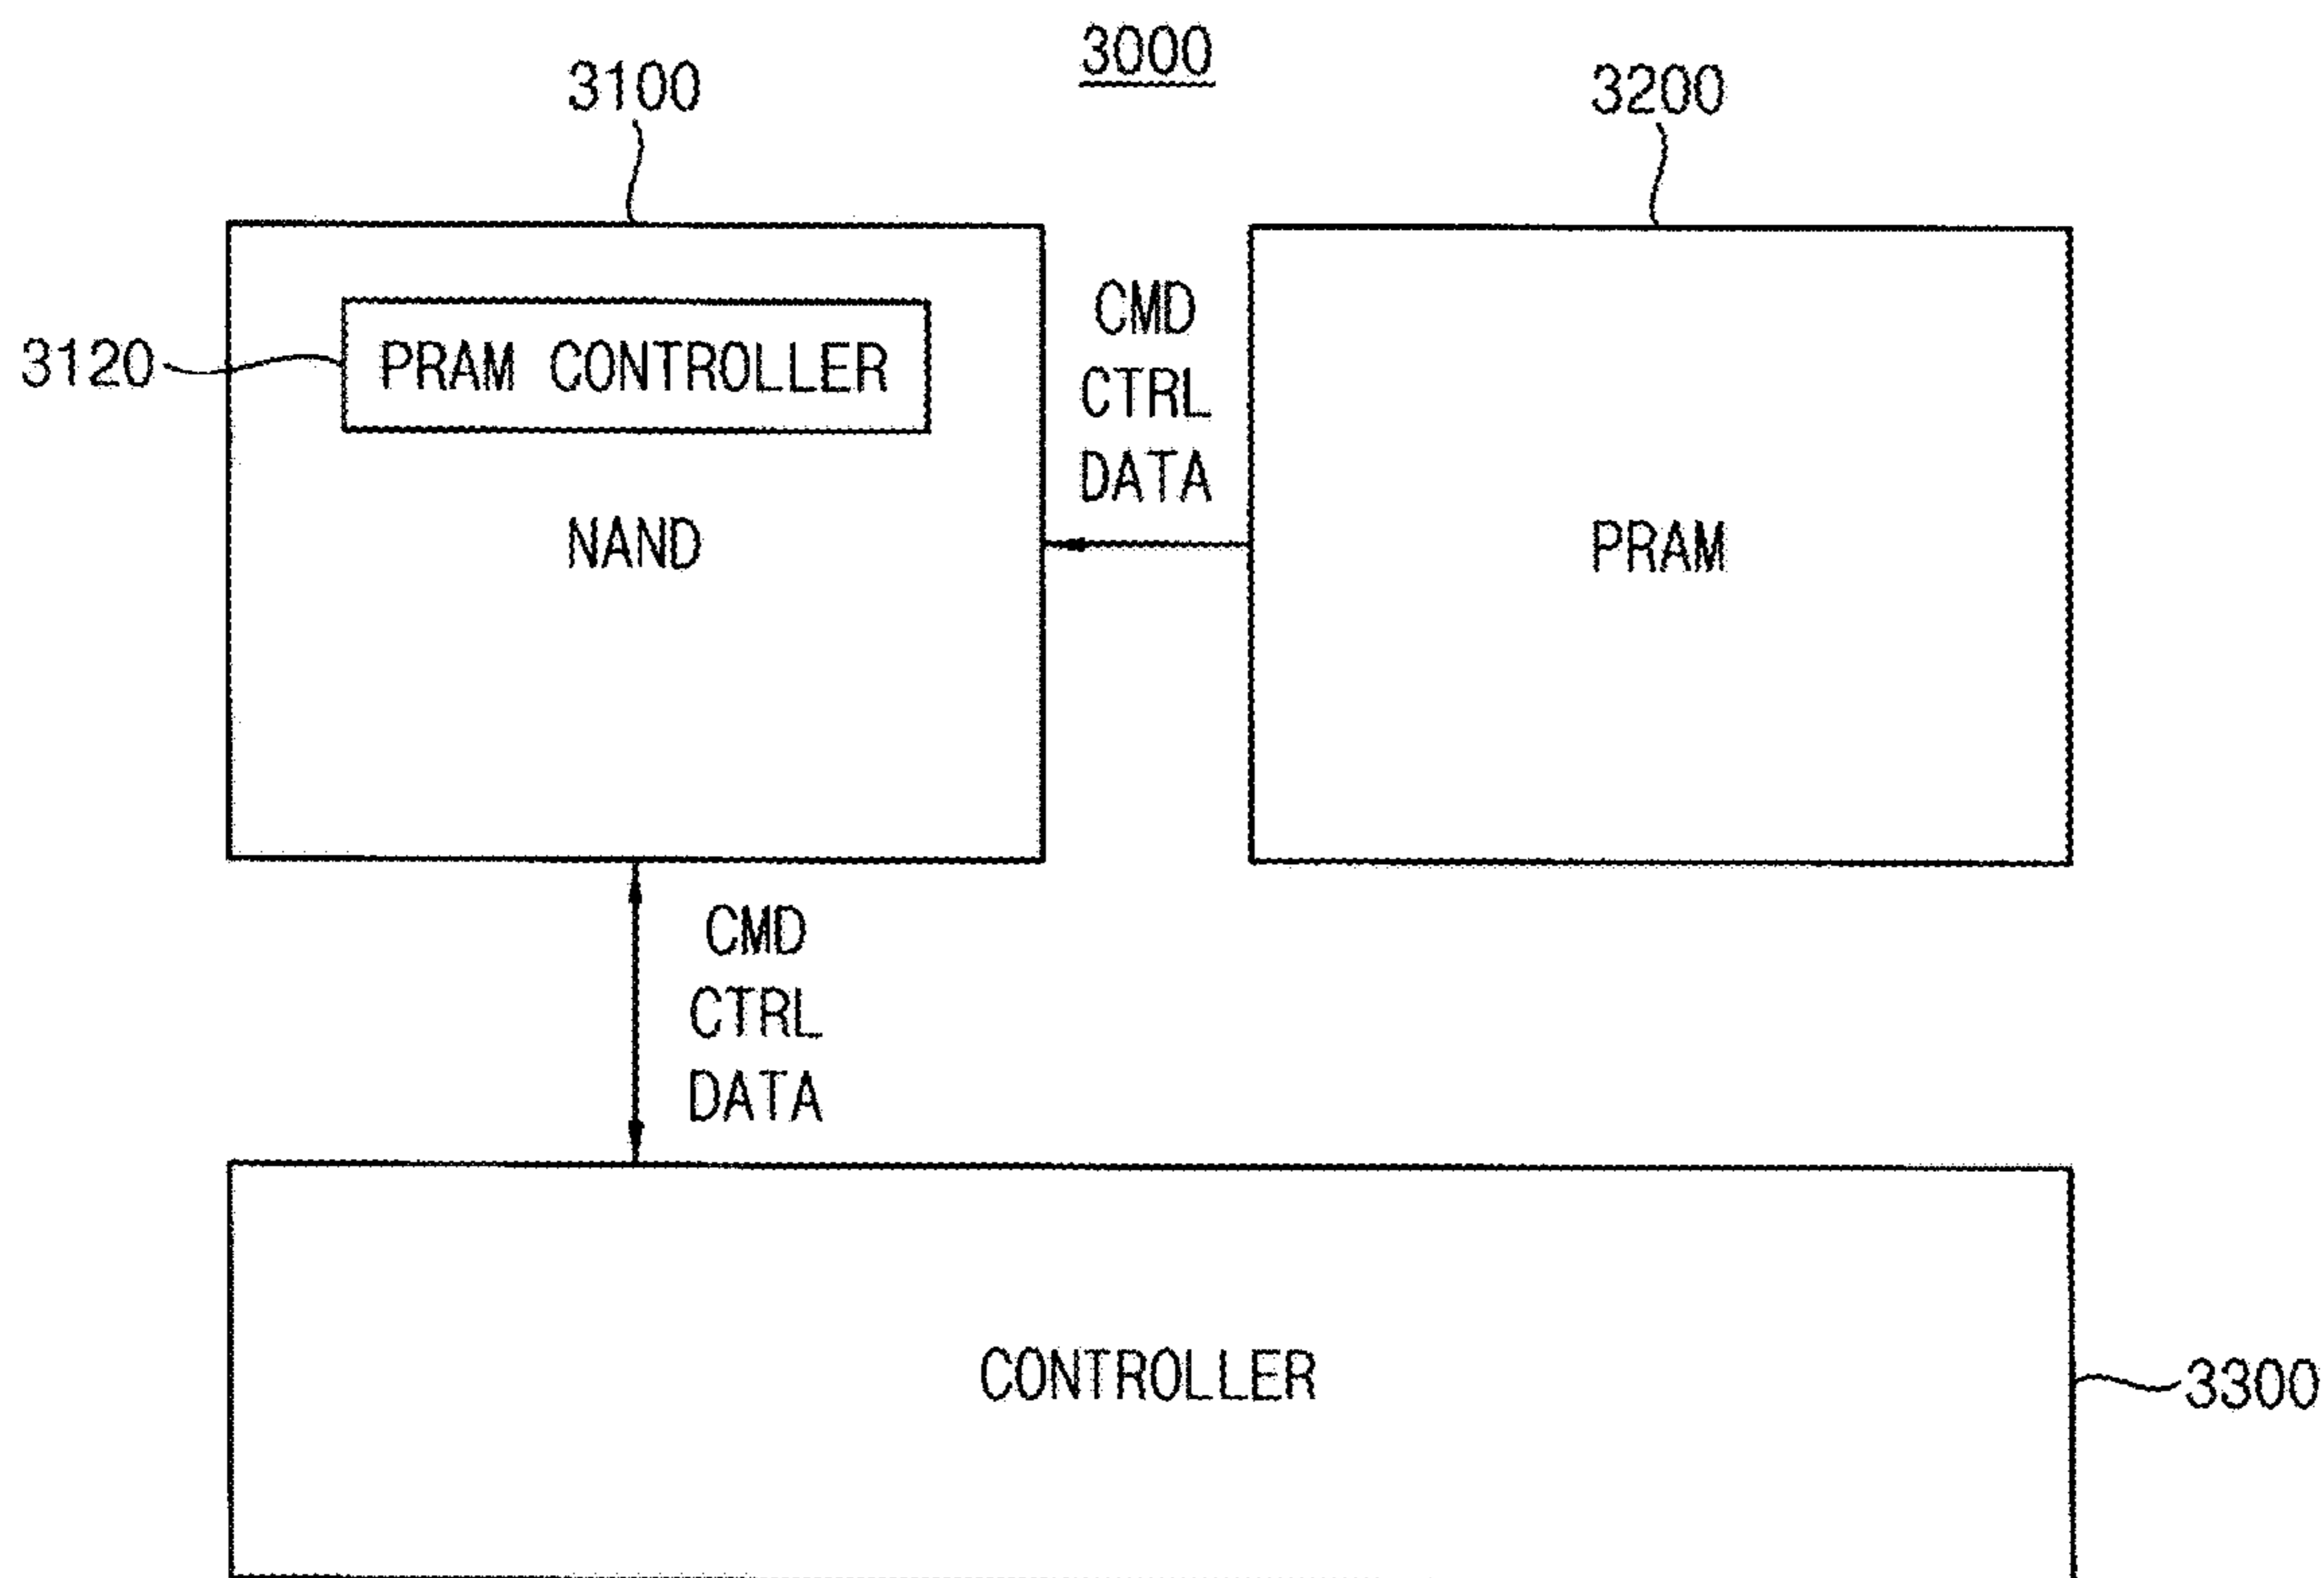 3000
3100
3200
3120
PRAM CONTROLLER
NAND
CMD
CTRL
DATA
PRAM
CMD
CTRL
DATA
CONTROLLER
3300